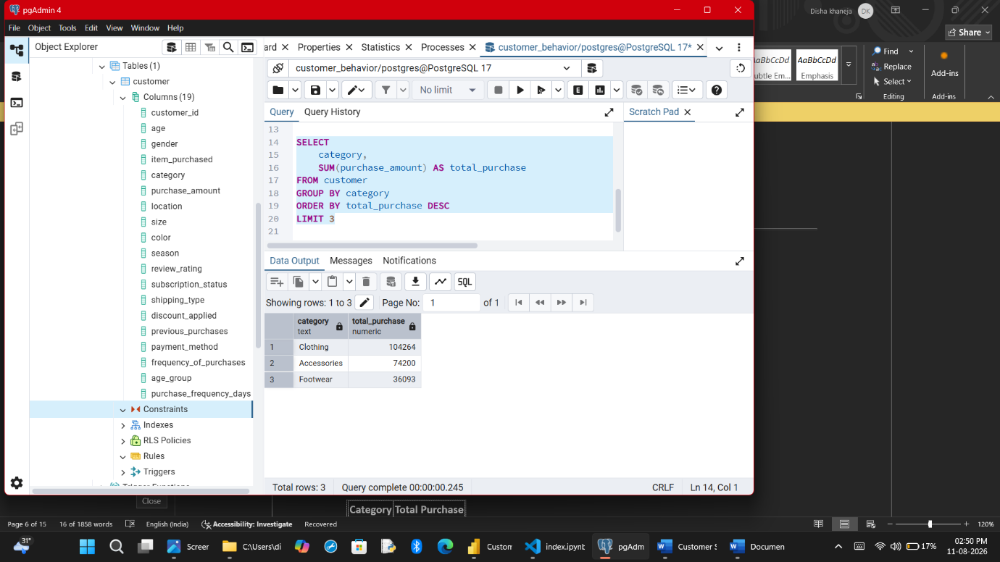 pgAdmin 4
Disha khaneja DK
File Object Tools Edit View Window Help
Share
Object Explorer
Properties Statistics Processes customer_behavior/postgres@PostgreSQL 17*
customer_behavior/postgres@PostgreSQL 17
AaBbCcDd AaBbCcDd
Emphasis
Find
Replace
Select
Editing
Add-ins
Add-ins
No limit
E
Query Query History
Scratch Pad
Tables (1)
customer
Columns (19)
customer_id
age
gender
item_purchased
category
purchase_amount
location
size
color
season
review_rating
subscription_status
shipping_type
discount_applied
previous_purchases
payment_method
frequency_of_purchases
age_group
purchase_frequency_days
Constraints
Indexes
RLS Policies
Rules
Triggers
13
14 SELECT
15 category,
16 SUM(purchase_amount) AS total_purchase
17 FROM customer
18 GROUP BY category
19 ORDER BY total_purchase DESC
20 LIMIT 3
21
Data Output Messages Notifications
SQL
Showing rows: 1 to 3 Page No: 1 of 1
category text total_purchase numeric
1 Clothing 104264
2 Accessories 74200
3 Footwear 36093
Total rows: 3 Query complete 00:00:00.245 CRLF Ln 14, Col 1
Close
Category Total Purchase
Page 6 of 15 16 of 1858 words English (India) Accessibility: Investigate Recovered 120%
31° Screer C:\Users\di Custom index.ipynb pgAdm Customer S Documen 17% 02:50 PM
11-08-2026